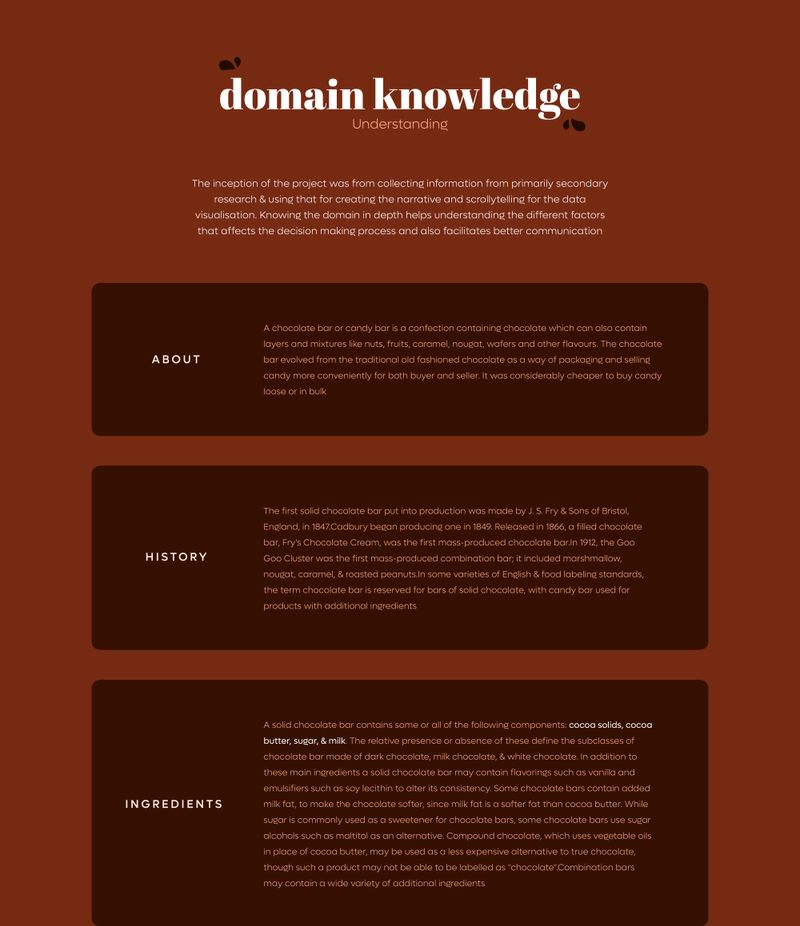 domain knowledge
Understanding
The inception of the project was from collecting information from primarily secondary
research & using that for creating the narrative and scrollytelling for the data
visualisation. Knowing the domain in depth helps understanding the different factors
that affects the decision making process and also facilitates better communication
ABOUT
A chocolate bar or candy bar is a confection containing chocolate which can also contain
layers and mixtures like nuts, fruits, caramel, nougat, wafers and other flavours. The chocolate
bar evolved from the traditional old fashioned chocolate as a way of packaging and selling
candy more conveniently for both buyer and seller. It was considerably cheaper to buy candy
loose or in bulk
HISTORY
The first solid chocolate bar put into production was made by J. S. Fry & Sons of Bristol,
England, in 1847.Cadbury began producing one in 1849. Released in 1866, a filled chocolate
bar, Fry's Chocolate Cream, was the first mass-produced chocolate bar.In 1912, the Goo
Goo Cluster was the first mass-produced combination bar; it included marshmallow,
nougat, caramel, & roasted peanuts.In some varieties of English & food labeling standards,
the term chocolate bar is reserved for bars of solid chocolate, with candy bar used for
products with additional ingredients
INGREDIENTS
A solid chocolate bar contains some or all of the following components: cocoa solids, cocoa
butter, sugar, & milk. The relative presence or absence of these define the subclasses of
chocolate bar made of dark chocolate, milk chocolate, & white chocolate. In addition to
these main ingredients a solid chocolate bar may contain flavorings such as vanilla and
emulsifiers such as soy lecithin to alter its consistency. Some chocolate bars contain added
milk fat, to make the chocolate softer, since milk fat is a softer fat than cocoa butter. While
sugar is commonly used as a sweetener for chocolate bars, some chocolate bars use sugar
alcohols such as maltitol as an alternative. Compound chocolate, which uses vegetable oils
in place of cocoa butter, may be used as a less expensive alternative to true chocolate,
though such a product may not be able to be labelled as "chocolate".Combination bars
may contain a wide variety of additional ingredients